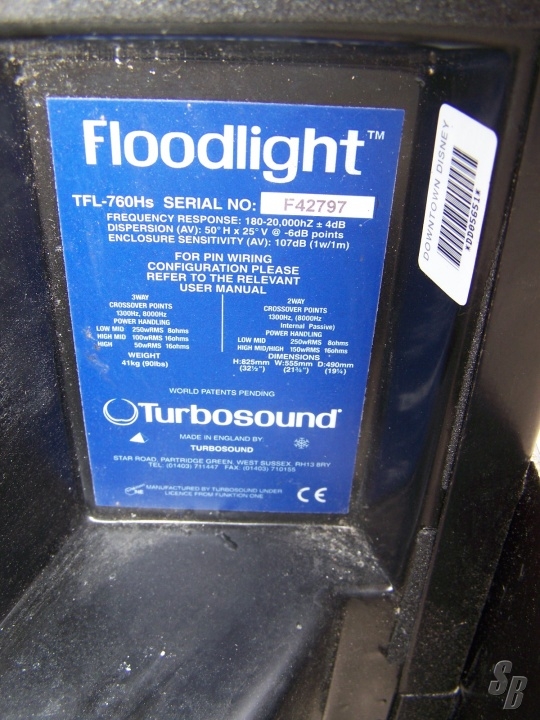 Floodlight™
TFL-760Hs SERIAL NO: F42797
FREQUENCY RESPONSE: 180-20,000hZ ± 4dB
DISPERSION (AV): 50° H x 25° V @ -6dB points
ENCLOSURE SENSITIVITY (AV): 107dB (1w/1m)
FOR PIN WIRING
CONFIGURATION PLEASE
REFER TO THE RELEVANT
USER MANUAL
3WAY
CROSSOVER POINTS
1300Hz, 8000Hz
POWER HANDLING
LOW MID 250wRMS 8ohms
HIGH MID 100wRMS 16ohms
HIGH 50wRMS 16ohms
WEIGHT
41kg (90lbs)
2WAY
CROSSOVER POINTS
1300Hz, (8000Hz
Internal Passive)
POWER HANDLING
LOW MID 250wRMS 8ohms
HIGH MID/HIGH 150wRMS 16ohms
DIMENSIONS
H:825mm W:555mm D:490mm
(32½") (21¾") (19¼)
WORLD PATENTS PENDING
Turbosound®
MADE IN ENGLAND BY
TURBOSOUND
STAR ROAD, PARTRIDGE GREEN, WEST SUSSEX, RH13 8RY
TEL: (01403) 711447 FAX (01403) 710155
MANUFACTURED BY TURBOSOUND UNDER
LICENCE FROM FUNKTION ONE
CE
DOWNTOWN DISNEY
*DD05651*
SB